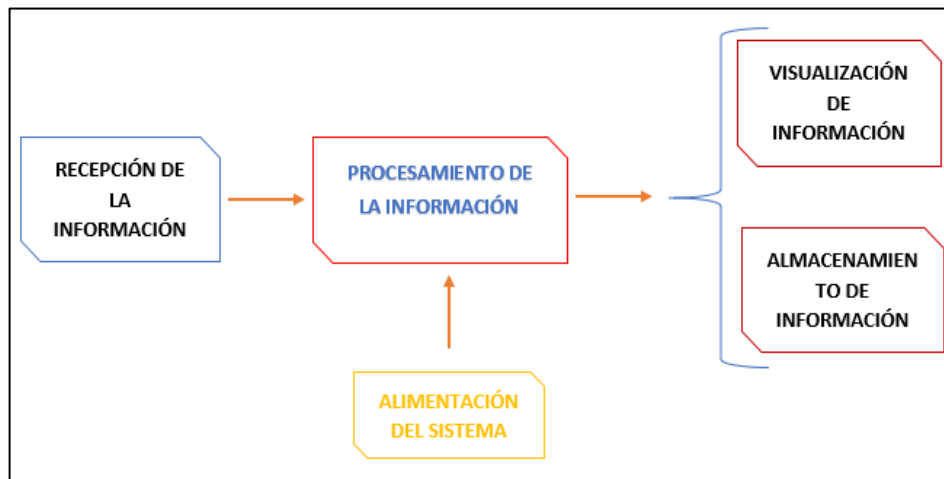 RECEPCIÓN DE
LA
INFORMACIÓN
PROCESAMIENTO DE
LA INFORMACIÓN
ALIMENTACIÓN
DEL SISTEMA
VISUALIZACIÓN
DE
INFORMACIÓN
ALMACENAMIEN
TO DE
INFORMACIÓN